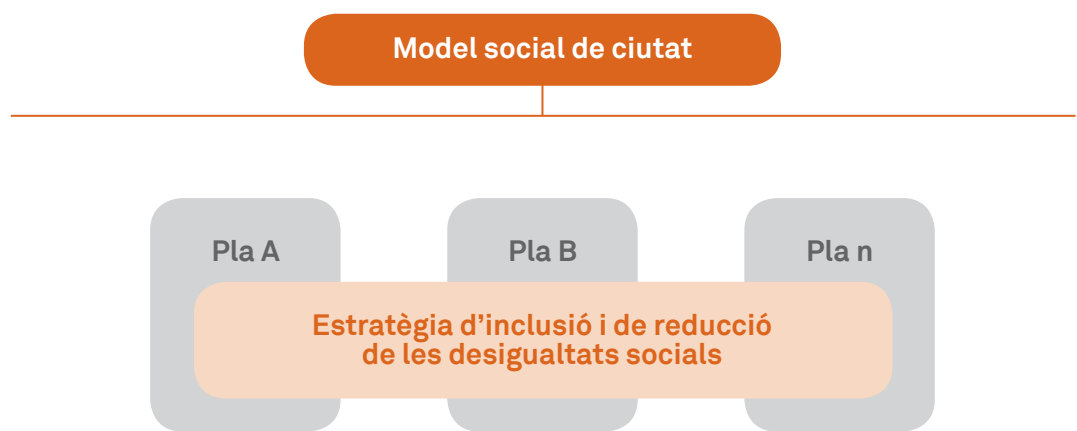 Model social de ciutat
Pla A
Pla B
Pla n
Estratègia d’inclusió i de reducció
de les desigualtats socials